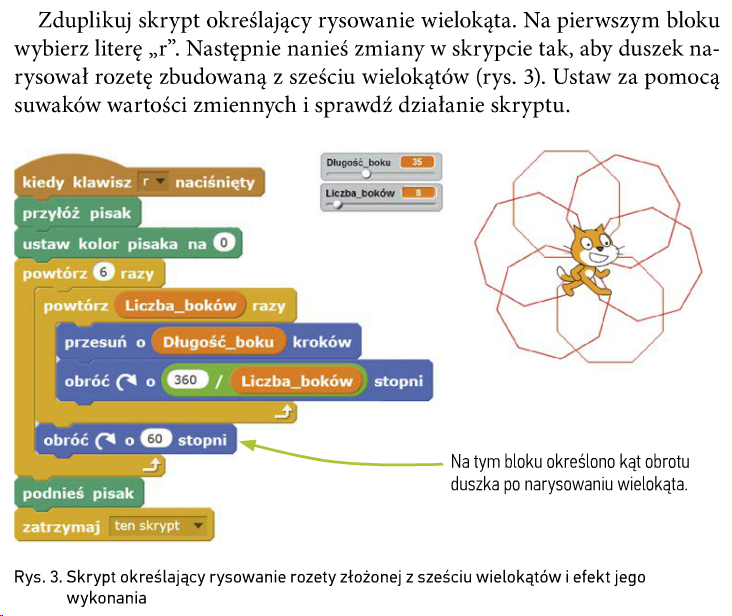 Zduplikuj skrypt określający rysowanie wielokąta. Na pierwszym bloku
wybierz literę „r”. Następnie nanieś zmiany w skrypcie tak, aby duszek na-
rysował rozetę zbudowaną z sześciu wielokątów (rys. 3). Ustaw za pomocą
suwaków wartości zmiennych i sprawdź działanie skryptu.
kiedy klawisz r naciśnięty
przyłóż pisak
ustaw kolor pisaka na 0
powtórz 6 razy
powtórz Liczba_boków razy
przesuń o Długość_boku kroków
obróć o 360 / Liczba_boków stopni
obróć o 60 stopni
podnieś pisak
zatrzymaj ten skrypt
Długość_boku 35
Liczba_boków 8
Na tym bloku określono kąt obrotu
duszka po narysowaniu wielokąta.
Rys. 3. Skrypt określający rysowanie rozety złożonej z sześciu wielokątów i efekt jego
wykonania